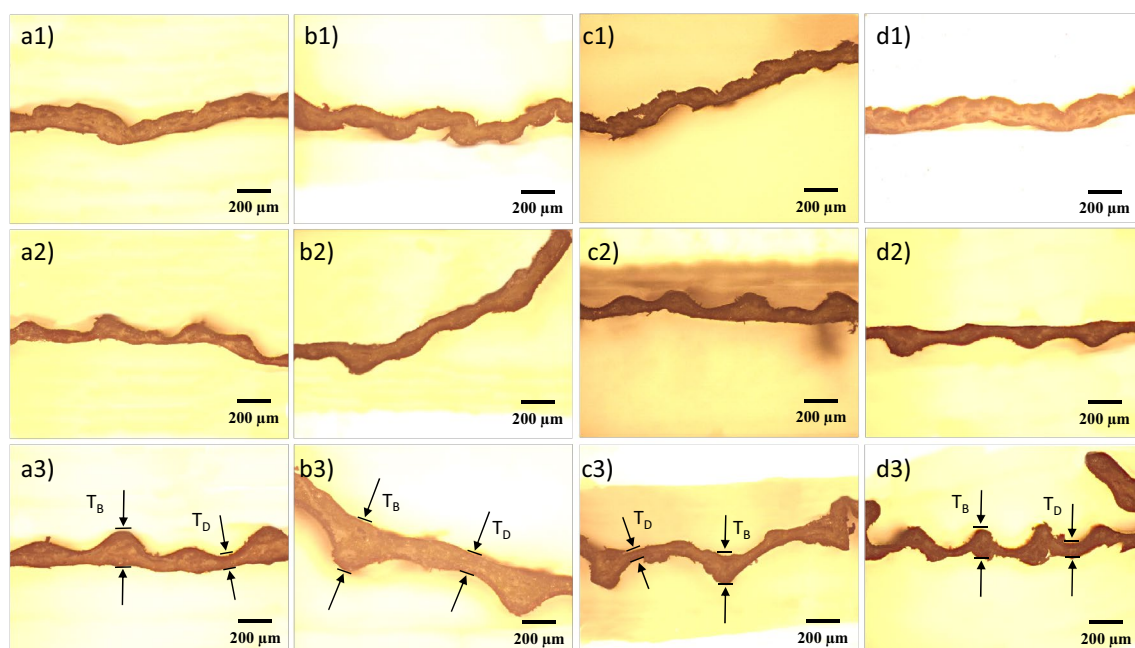 a1)
b1)
c1)
d1)
200 µm
200 µm
200 µm
200 µm
a2)
b2)
c2)
d2)
200 µm
200 µm
200 µm
200 µm
a3)
b3)
c3)
d3)
TB
TD
200 µm
TB
TD
200 µm
TD
TB
200 µm
TB
TD
200 µm